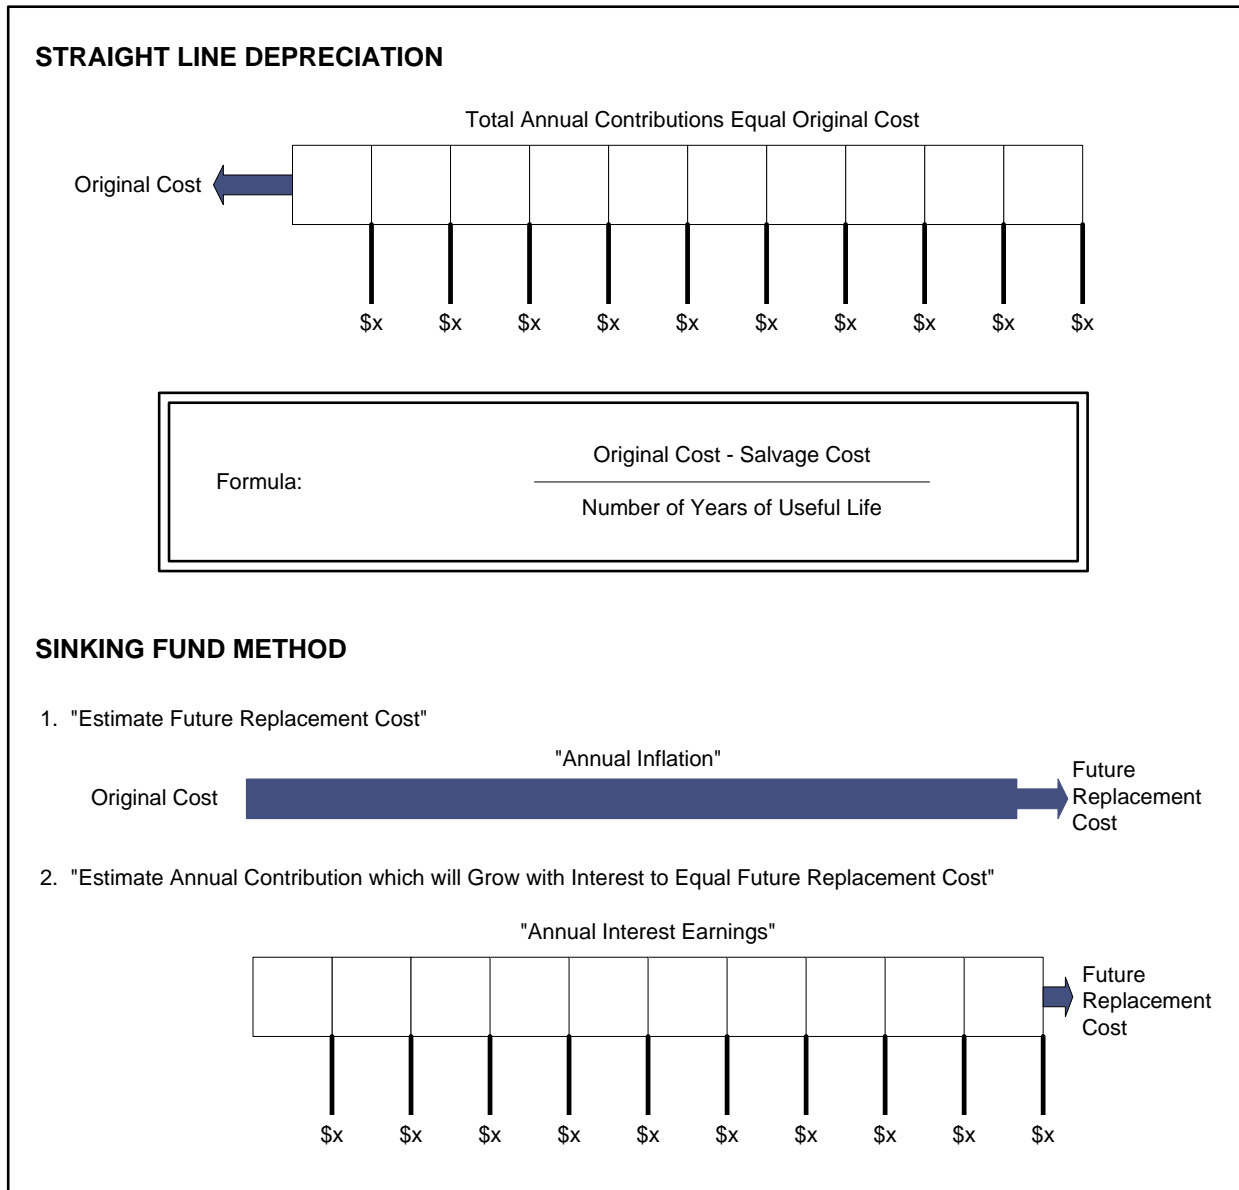 STRAIGHT LINE DEPRECIATION
Total Annual Contributions Equal Original Cost
Original Cost
$x $x $x $x $x $x $x $x $x $x
Formula:
Original Cost - Salvage Cost
Number of Years of Useful Life
SINKING FUND METHOD
1. "Estimate Future Replacement Cost"
"Annual Inflation"
Original Cost
Future
Replacement
Cost
2. "Estimate Annual Contribution which will Grow with Interest to Equal Future Replacement Cost"
"Annual Interest Earnings"
Future
Replacement
Cost
$x $x $x $x $x $x $x $x $x $x